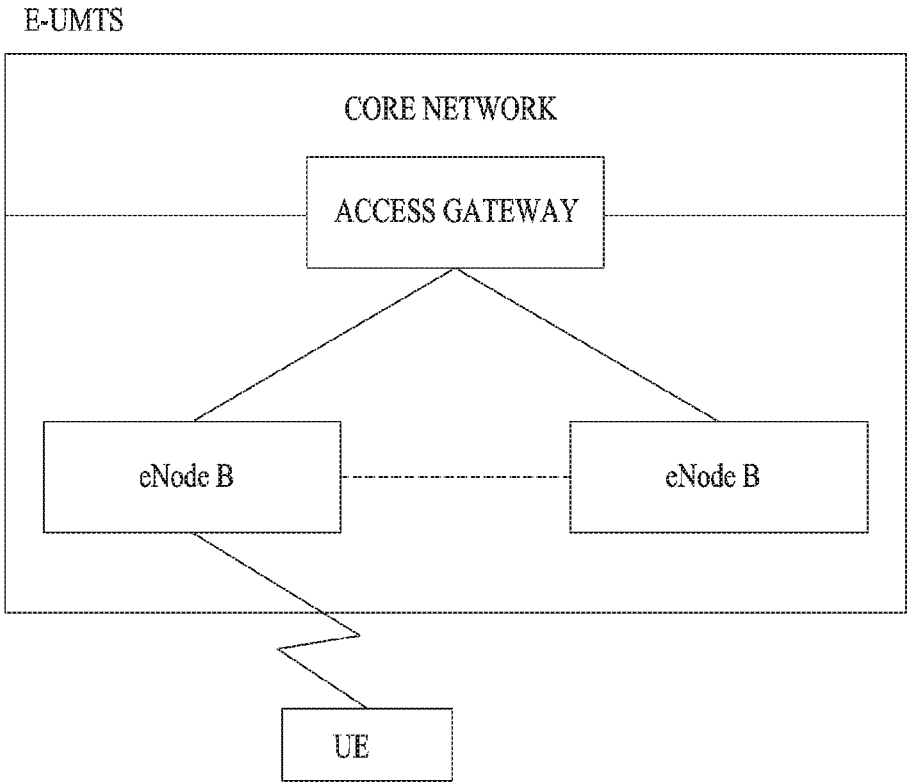 E-UMTS
CORE NETWORK
ACCESS GATEWAY
eNode B
eNode B
UE